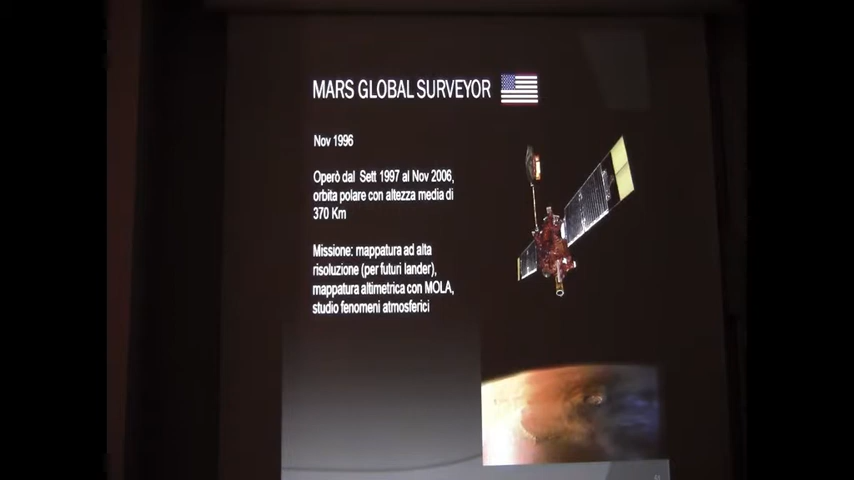 MARS GLOBAL SURVEYOR
Nov 1996
Operò dal Sett 1997 al Nov 2006,
orbita polare con altezza media di
370 Km
Missione: mappatura ad alta
risoluzione (per futuri lander),
mappatura altimetrica con MOLA,
studio fenomeni atmosferici